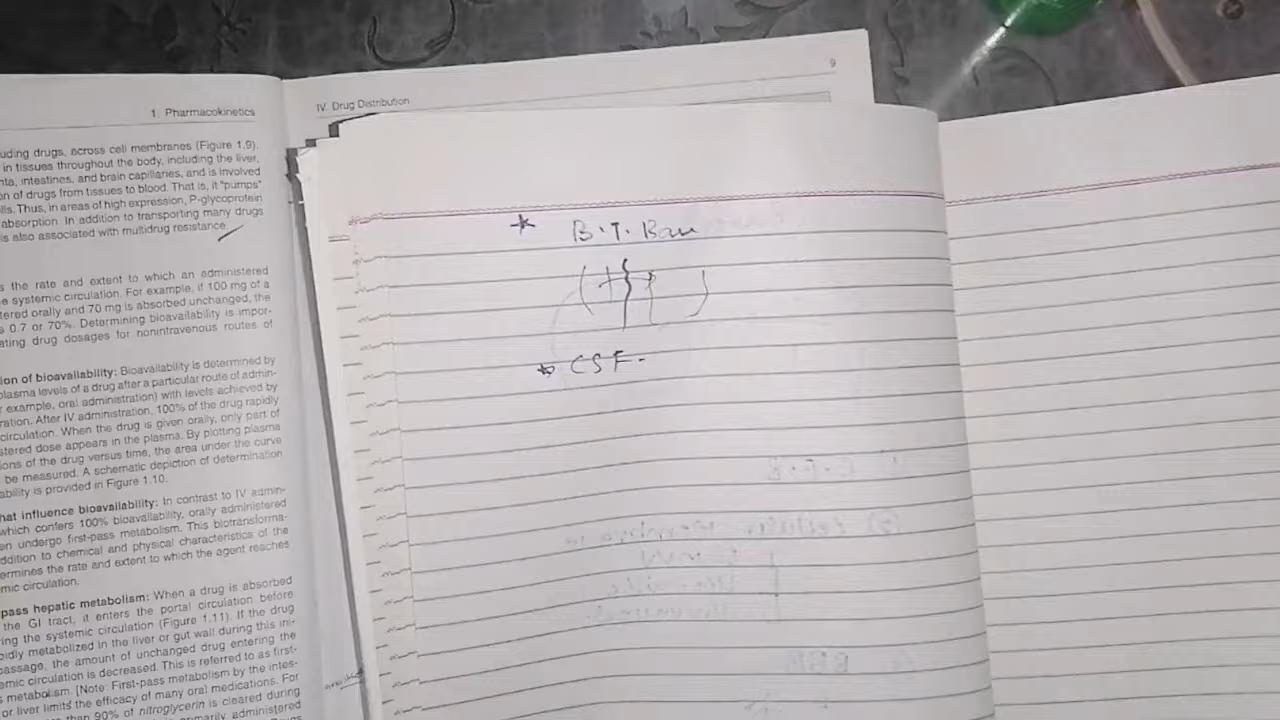 1. Pharmacokinetics
uding drugs, across cell membranes (Figure 1.9).
in tissues throughout the body, including the liver,
nta, intestines, and brain capillaries, and is involved
on of drugs from tissues to blood. That is, it "pumps"
lls. Thus, in areas of high expression, P-glycoprotein
absorption. In addition to transporting many drugs
is also associated with multidrug resistance.
s the rate and extent to which an administered
e systemic circulation. For example, if 100 mg of a
tered orally and 70 mg is absorbed unchanged, the
s 0.7 or 70%. Determining bioavailability is impor-
ating drug dosages for nonintravenous routes of
ion of bioavailability: Bioavailability is determined by
plasma levels of a drug after a particular route of admin-
r example, oral administration) with levels achieved by
ration. After IV administration, 100% of the drug rapidly
circulation. When the drug is given orally, only part of
stered dose appears in the plasma. By plotting plasma
ions of the drug versus time, the area under the curve
be measured. A schematic depiction of determination
ability is provided in Figure 1.10.
hat influence bioavailability: In contrast to IV admin-
which confers 100% bioavailability, orally administered
en undergo first-pass metabolism. This biotransforma-
ddition to chemical and physical characteristics of the
ermines the rate and extent to which the agent reaches
mic circulation.
pass hepatic metabolism: When a drug is absorbed
the GI tract, it enters the portal circulation before
ring the systemic circulation (Figure 1.11). If the drug
pidly metabolized in the liver or gut wall during this ini-
passage, the amount of unchanged drug entering the
emic circulation is decreased. This is referred to as first-
s metabolism. [Note: First-pass metabolism by the intes-
or liver limits the efficacy of many oral medications. For
than 90% of nitroglycerin is cleared during
primarily administered
IV. Drug Distribution
9
B.T. Barr
CSF.